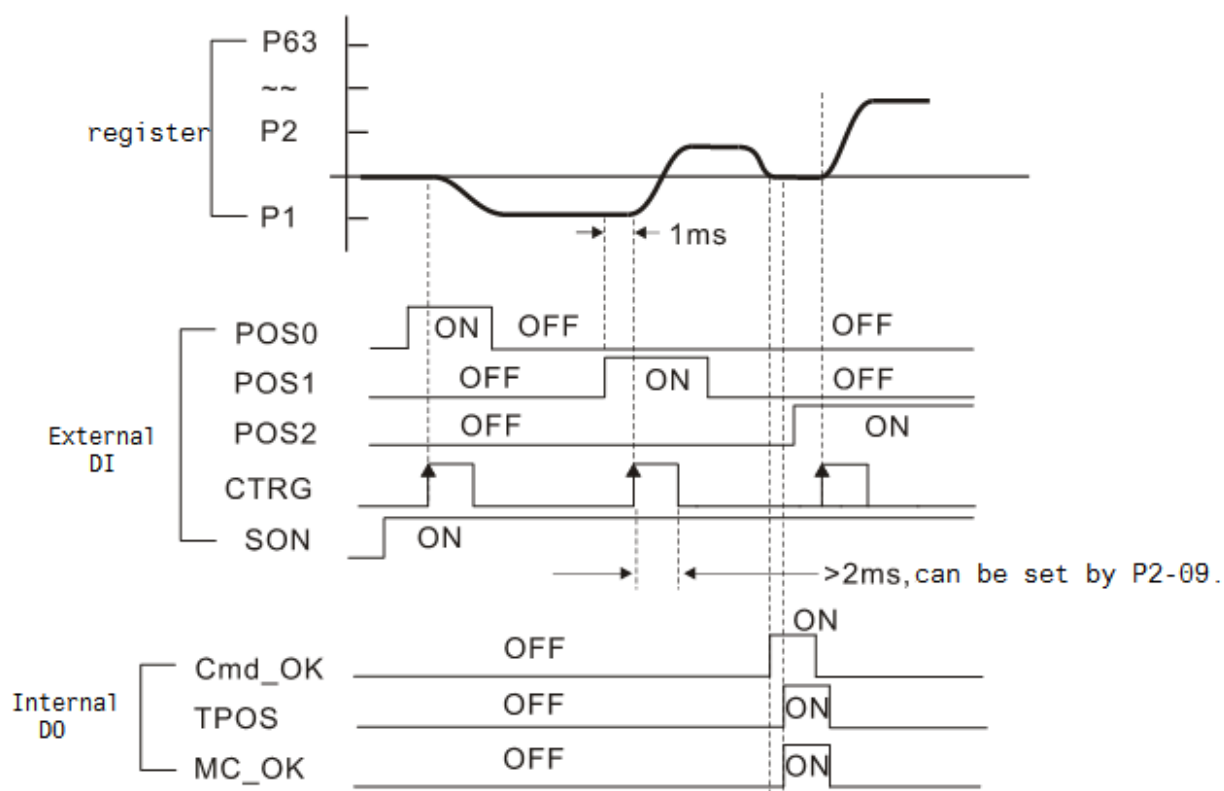 P63
~~
register
P2
P1
1ms
POS0 ON OFF OFF
POS1 OFF ON OFF
External
DI
POS2 OFF ON
CTRG
SON ON
>2ms,can be set by P2-09.
ON
Cmd_OK OFF
Internal
DO
TPOS OFF ON
MC_OK OFF ON